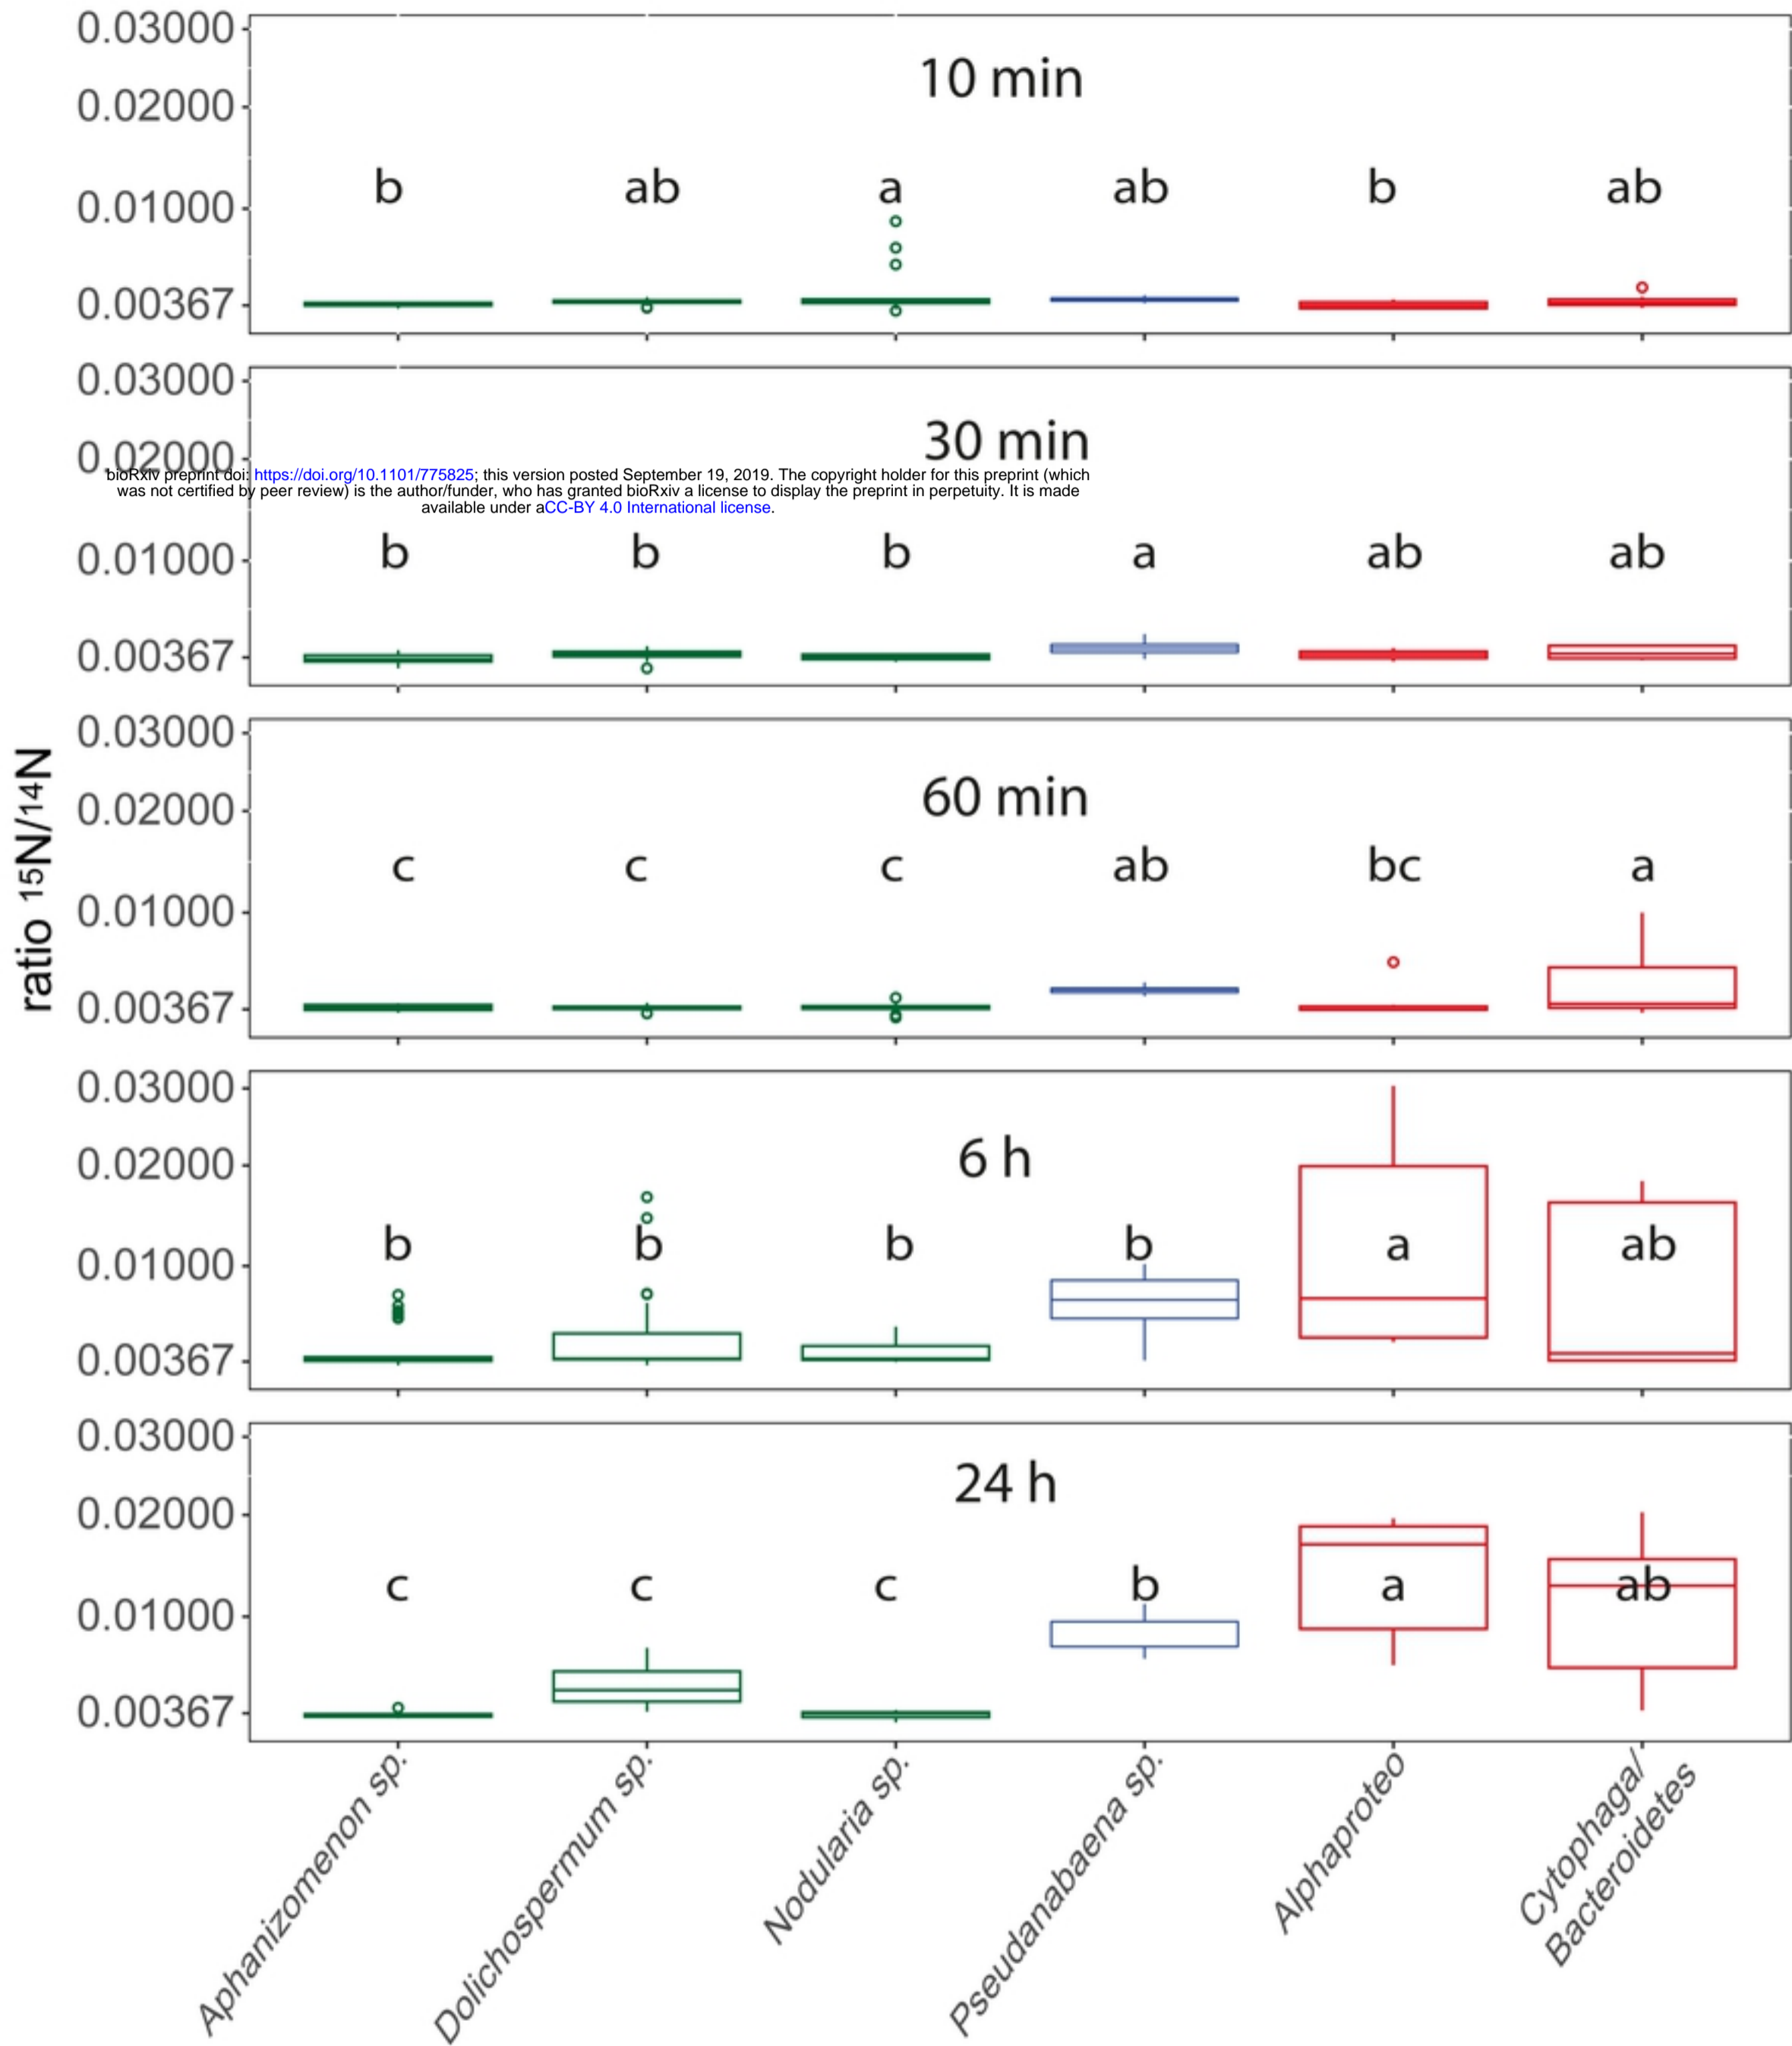 0.03000
10 min
0.02000
b ab a ab b ab
0.01000
0.00367
0.03000
30 min
0.02000
bioRxiv preprint doi: https://doi.org/10.1101/775825; this version posted September 19, 2019. The copyright holder for this preprint (which
was not certified by peer review) is the author/funder, who has granted bioRxiv a license to display the preprint in perpetuity. It is made
available under aCC-BY 4.0 International license.
b b b a ab ab
0.01000
0.00367
ratio 15N/14N
0.03000
60 min
0.02000
c c c ab bc a
0.01000
0.00367
0.03000
6 h
0.02000
b b b b a ab
0.01000
0.00367
0.03000
24 h
0.02000
c c c b a ab
0.01000
0.00367
Aphanizomenon sp.
Dolichospermum sp.
Nodularia sp.
Pseudanabaena sp.
Alphaproteo
Cytophaga/
Bacteroidetes